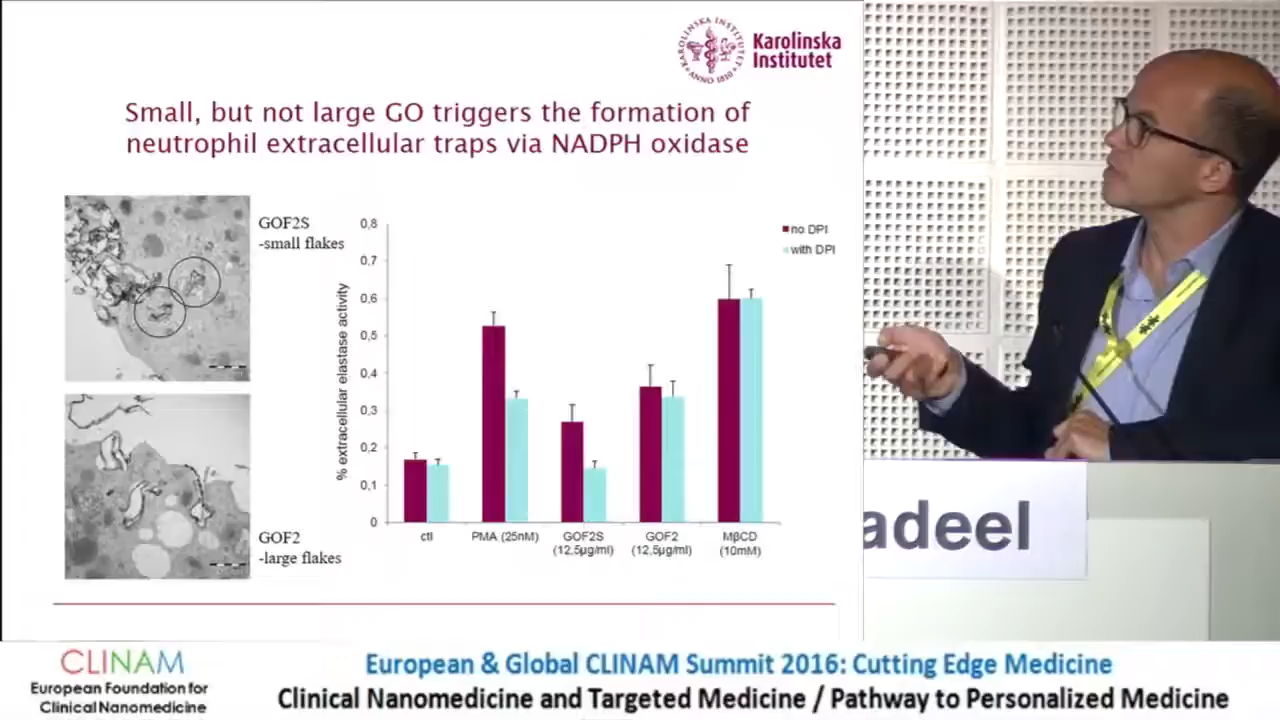 KAROLINSKA INSTITUTET
ANNO 1810
Karolinska
Institutet
Small, but not large GO triggers the formation of
neutrophil extracellular traps via NADPH oxidase
GOF2S
-small flakes
GOF2
-large flakes
% extracellular elastase activity
0,8
0,7
0,6
0,5
0,4
0,3
0,2
0,1
0
no DPI
with DPI
ctl
PMA (25nM)
GOF2S
(12,5µg/ml)
GOF2
(12,5µg/ml)
MβCD
(10mM)
adeel
CLINAM
European Foundation for
Clinical Nanomedicine
European & Global CLINAM Summit 2016: Cutting Edge Medicine
Clinical Nanomedicine and Targeted Medicine / Pathway to Personalized Medicine